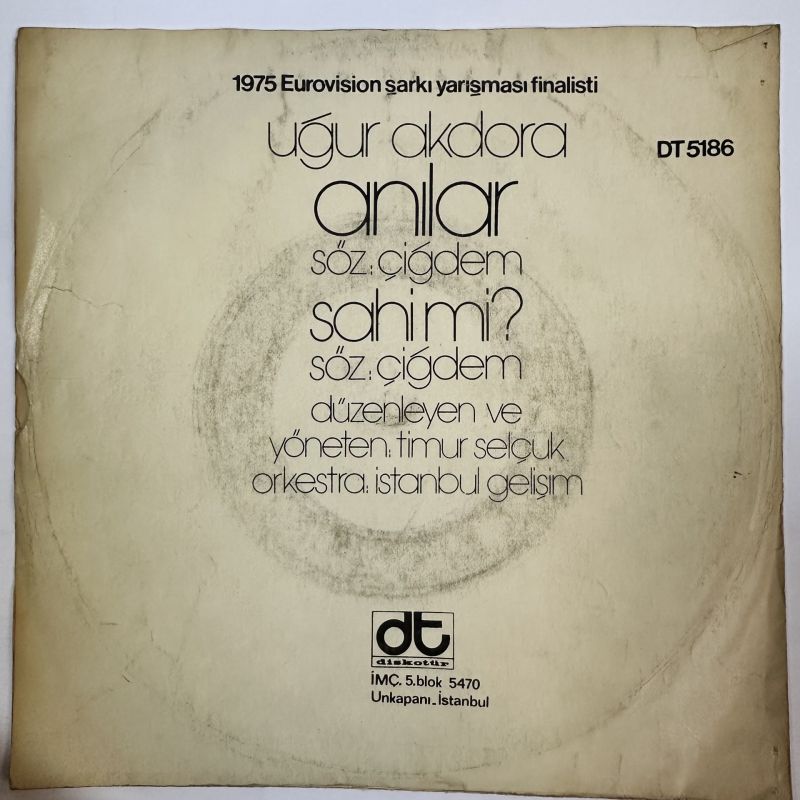 1975 Eurovision şarkı yarışması finalisti
uğur akdora
DT 5186
anılar
söz: çiğdem
sahi mi?
söz: çiğdem
düzenleyen ve
yöneten: timur selçuk
orkestra: istanbul gelişim
dt
diskotür
İMÇ. 5.blok 5470
Unkapanı_İstanbul